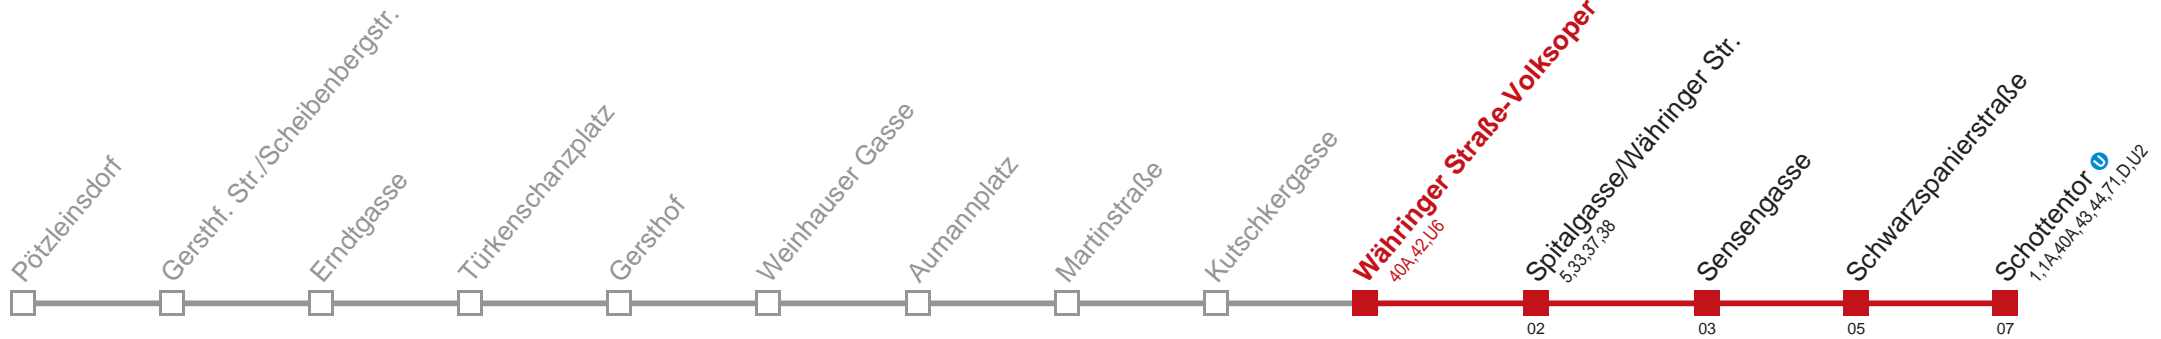 Pötzleinsdorf
Gersthf. Str./Scheibenbergstr.
Erndtgasse
Türkenschanzplatz
Gersthof
Weinhauser Gasse
Aumannplatz
Martinstraße
Kutschkergasse
Währinger Straße-Volksoper
40A,42,U6
Spitalgasse/Währinger Str.
5,33,37,38
02
Sensengasse
03
Schwarzspanierstraße
05
Schottentor U
1,1A,40A,43,44,71,D,U2
07